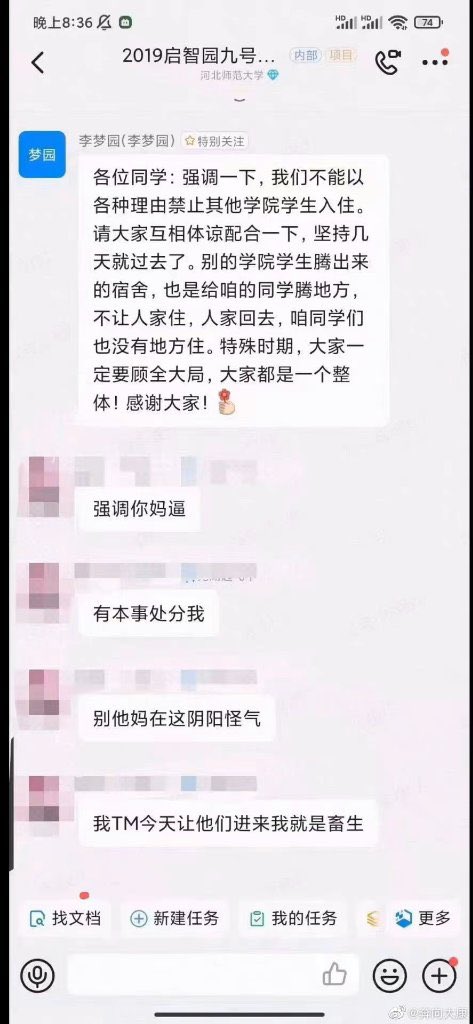 晚上8:36
HD
HD
74
2019启智园九号... 内部 项目
河北师范大学
梦园
李梦园(李梦园) 特别关注
各位同学：强调一下，我们不能以
各种理由禁止其他学院学生入住。
请大家互相体谅配合一下，坚持几
天就过去了。别的学院学生腾出来
的宿舍，也是给咱的同学腾地方，
不让人家住，人家回去，咱同学们
也没有地方住。特殊时期，大家一
定要顾全大局，大家都是一个整
体！感谢大家！
强调你妈逼
有本事处分我
别他妈在这阴阳怪气
我TM今天让他们进来我就是畜生
找文档 新建任务 我的任务 更多
@奔向大康